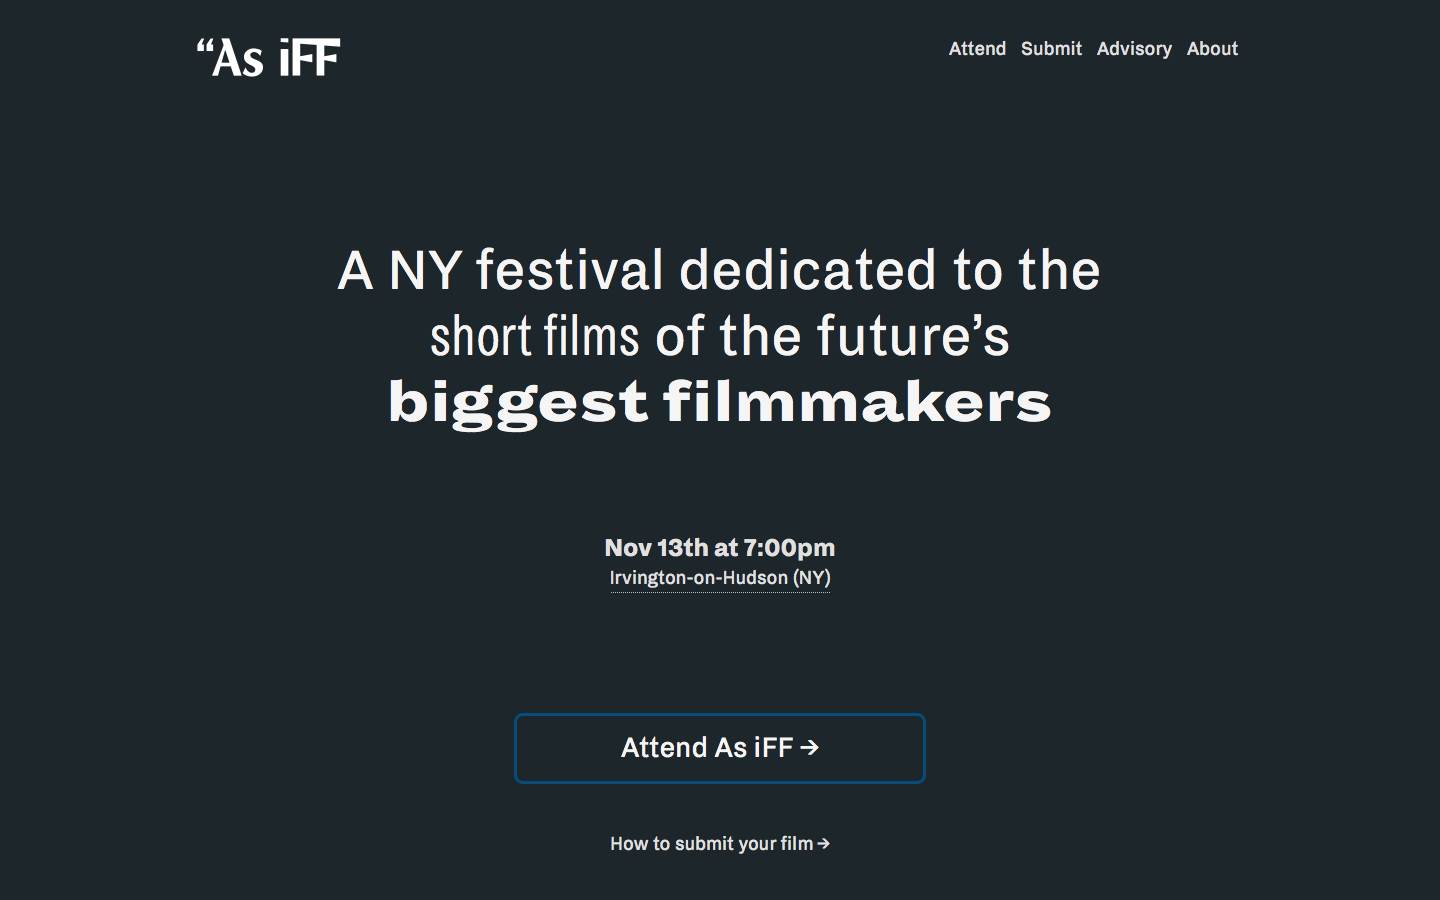 “As iFF
Attend Submit Advisory About
A NY festival dedicated to the
short films of the future’s
biggest filmmakers
Nov 13th at 7:00pm
Irvington-on-Hudson (NY)
Attend As iFF →
How to submit your film →